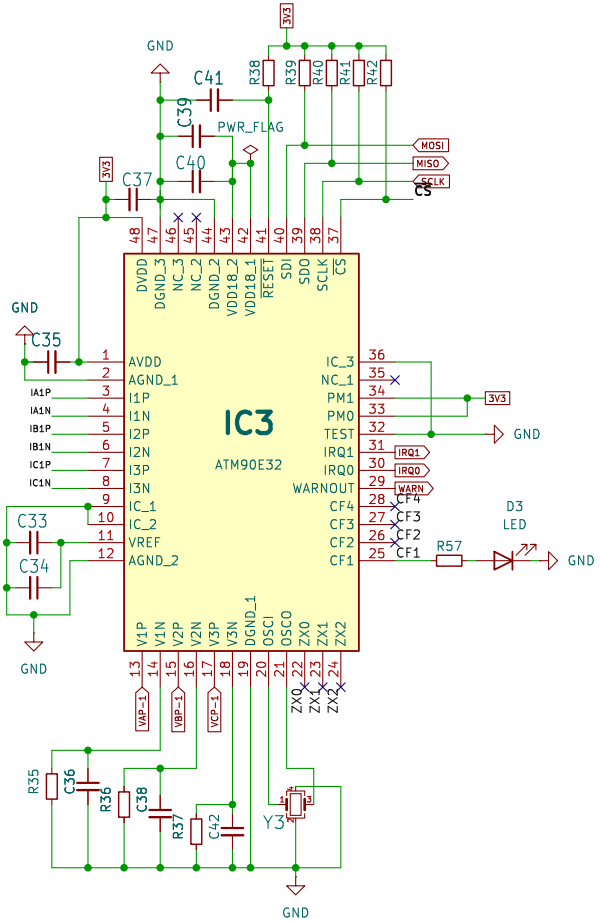 3V3
GND
R38
R39
R40
R41
R42
C41
C39
PWR_FLAG
MOSI
C40
MISO
3V3
C37
SCLK
CS
48
47
46
45
44
43
42
41
40
39
38
37
DVDD
DGND_3
NC_3
NC_2
DGND_2
VDD18_2
VDD18_1
RESET
SDI
SDO
SCLK
CS
GND
C35
1 AVDD
2 AGND_1
IA1P 3 I1P
IA1N 4 I1N
IB1P 5 I2P
IB1N 6 I2N
IC1P 7 I3P
IC1N 8 I3N
9 IC_1
10 IC_2
11 VREF
12 AGND_2
C33
C34
GND
IC3
ATM90E32
IC_3 36
NC_1 35
PM1 34 3V3
PM0 33
TEST 32 GND
IRQ1 31 IRQ1
IRQ0 30 IRQ0
WARNOUT 29 WARN
CF4 28 CF4
CF3 27 CF3
CF2 26 CF2
CF1 25 CF1
R57
D3
LED
GND
V1P
V1N
V2P
V2N
V3P
V3N
DGND_1
OSCI
OSCO
ZX0
ZX1
ZX2
13
14
15
16
17
18
19
20
21
22
23
24
VAP-1
VBP-1
VCP-1
ZX0
ZX1
ZX2
R35
C36
R36
C38
R37
C42
Y3
1
2
3
4
GND